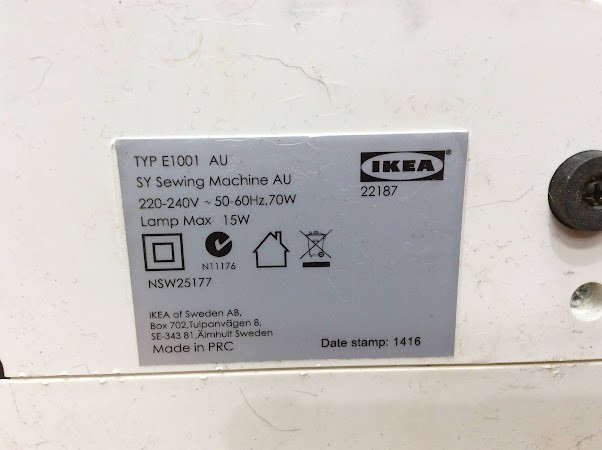 TYP E1001 AU
SY Sewing Machine AU
220-240V ~ 50-60Hz,70W
Lamp Max 15W
IKEA®
22187
N11176
NSW25177
IKEA of Sweden AB,
Box 702,Tulpanvägen 8,
SE-343 81,Älmhult Sweden
Made in PRC
Date stamp: 1416